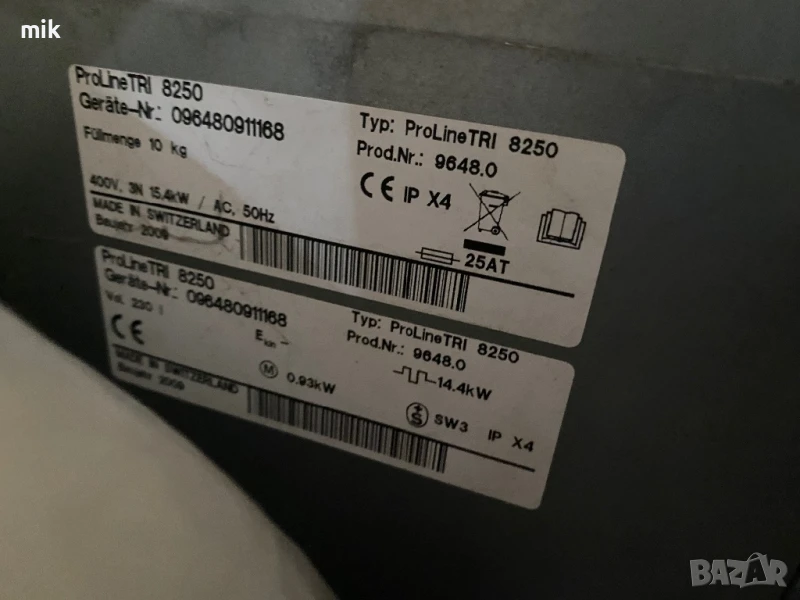 mik
ProLineTRI 8250
Geräte-Nr.: 096480911168
Füllmenge 10 kg
400V, 3N 15,4kW / AC, 50Hz
MADE IN SWITZERLAND
Baujahr 2009
Typ: ProLineTRI 8250
Prod.Nr.: 9648.0
CE IP X4
25AT
ProLineTRI 8250
Geräte-Nr.: 096480911168
Vol. 230 l
CE
MADE IN SWITZERLAND
Baujahr 2009
M 0.93kW
Typ: ProLineTRI 8250
Prod.Nr.: 9648.0
14.4kW
S SW3 IP X4
BAZAR